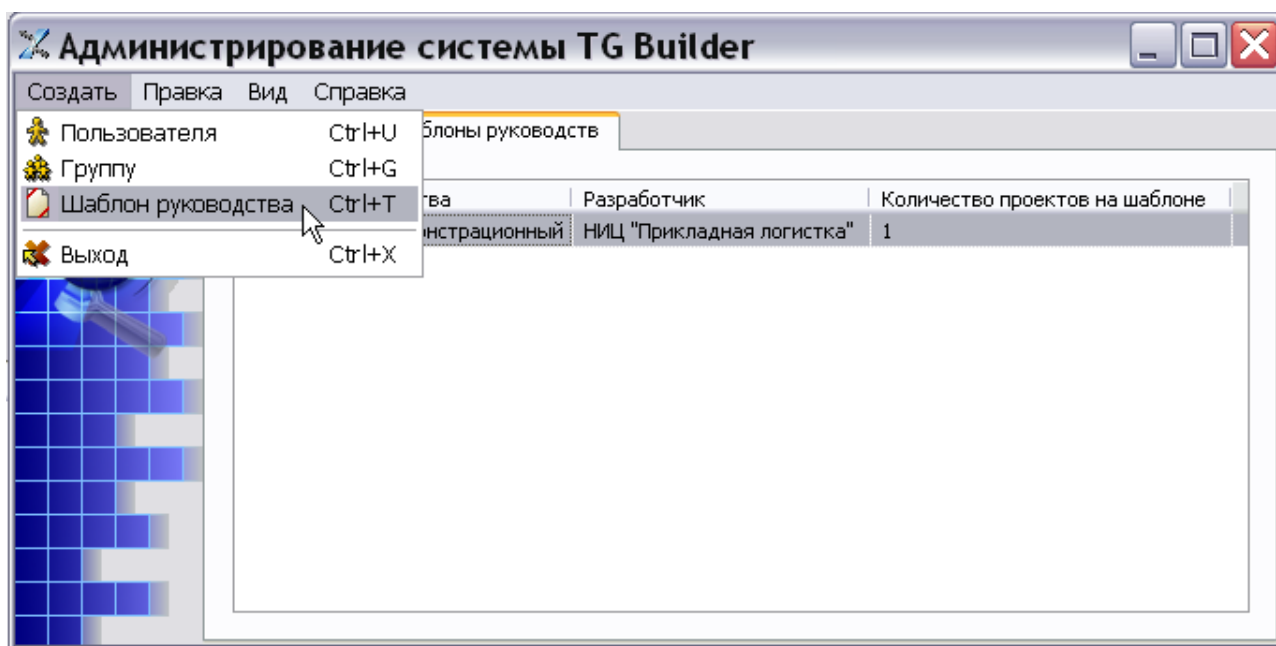 Администрирование системы TG Builder
Создать Правка Вид Справка
Пользователя Ctrl+U
Группу Ctrl+G
Шаблон руководства Ctrl+T
Выход Ctrl+X
блоны руководств
тва Разработчик Количество проектов на шаблоне
нстрационный НИЦ "Прикладная логистка" 1